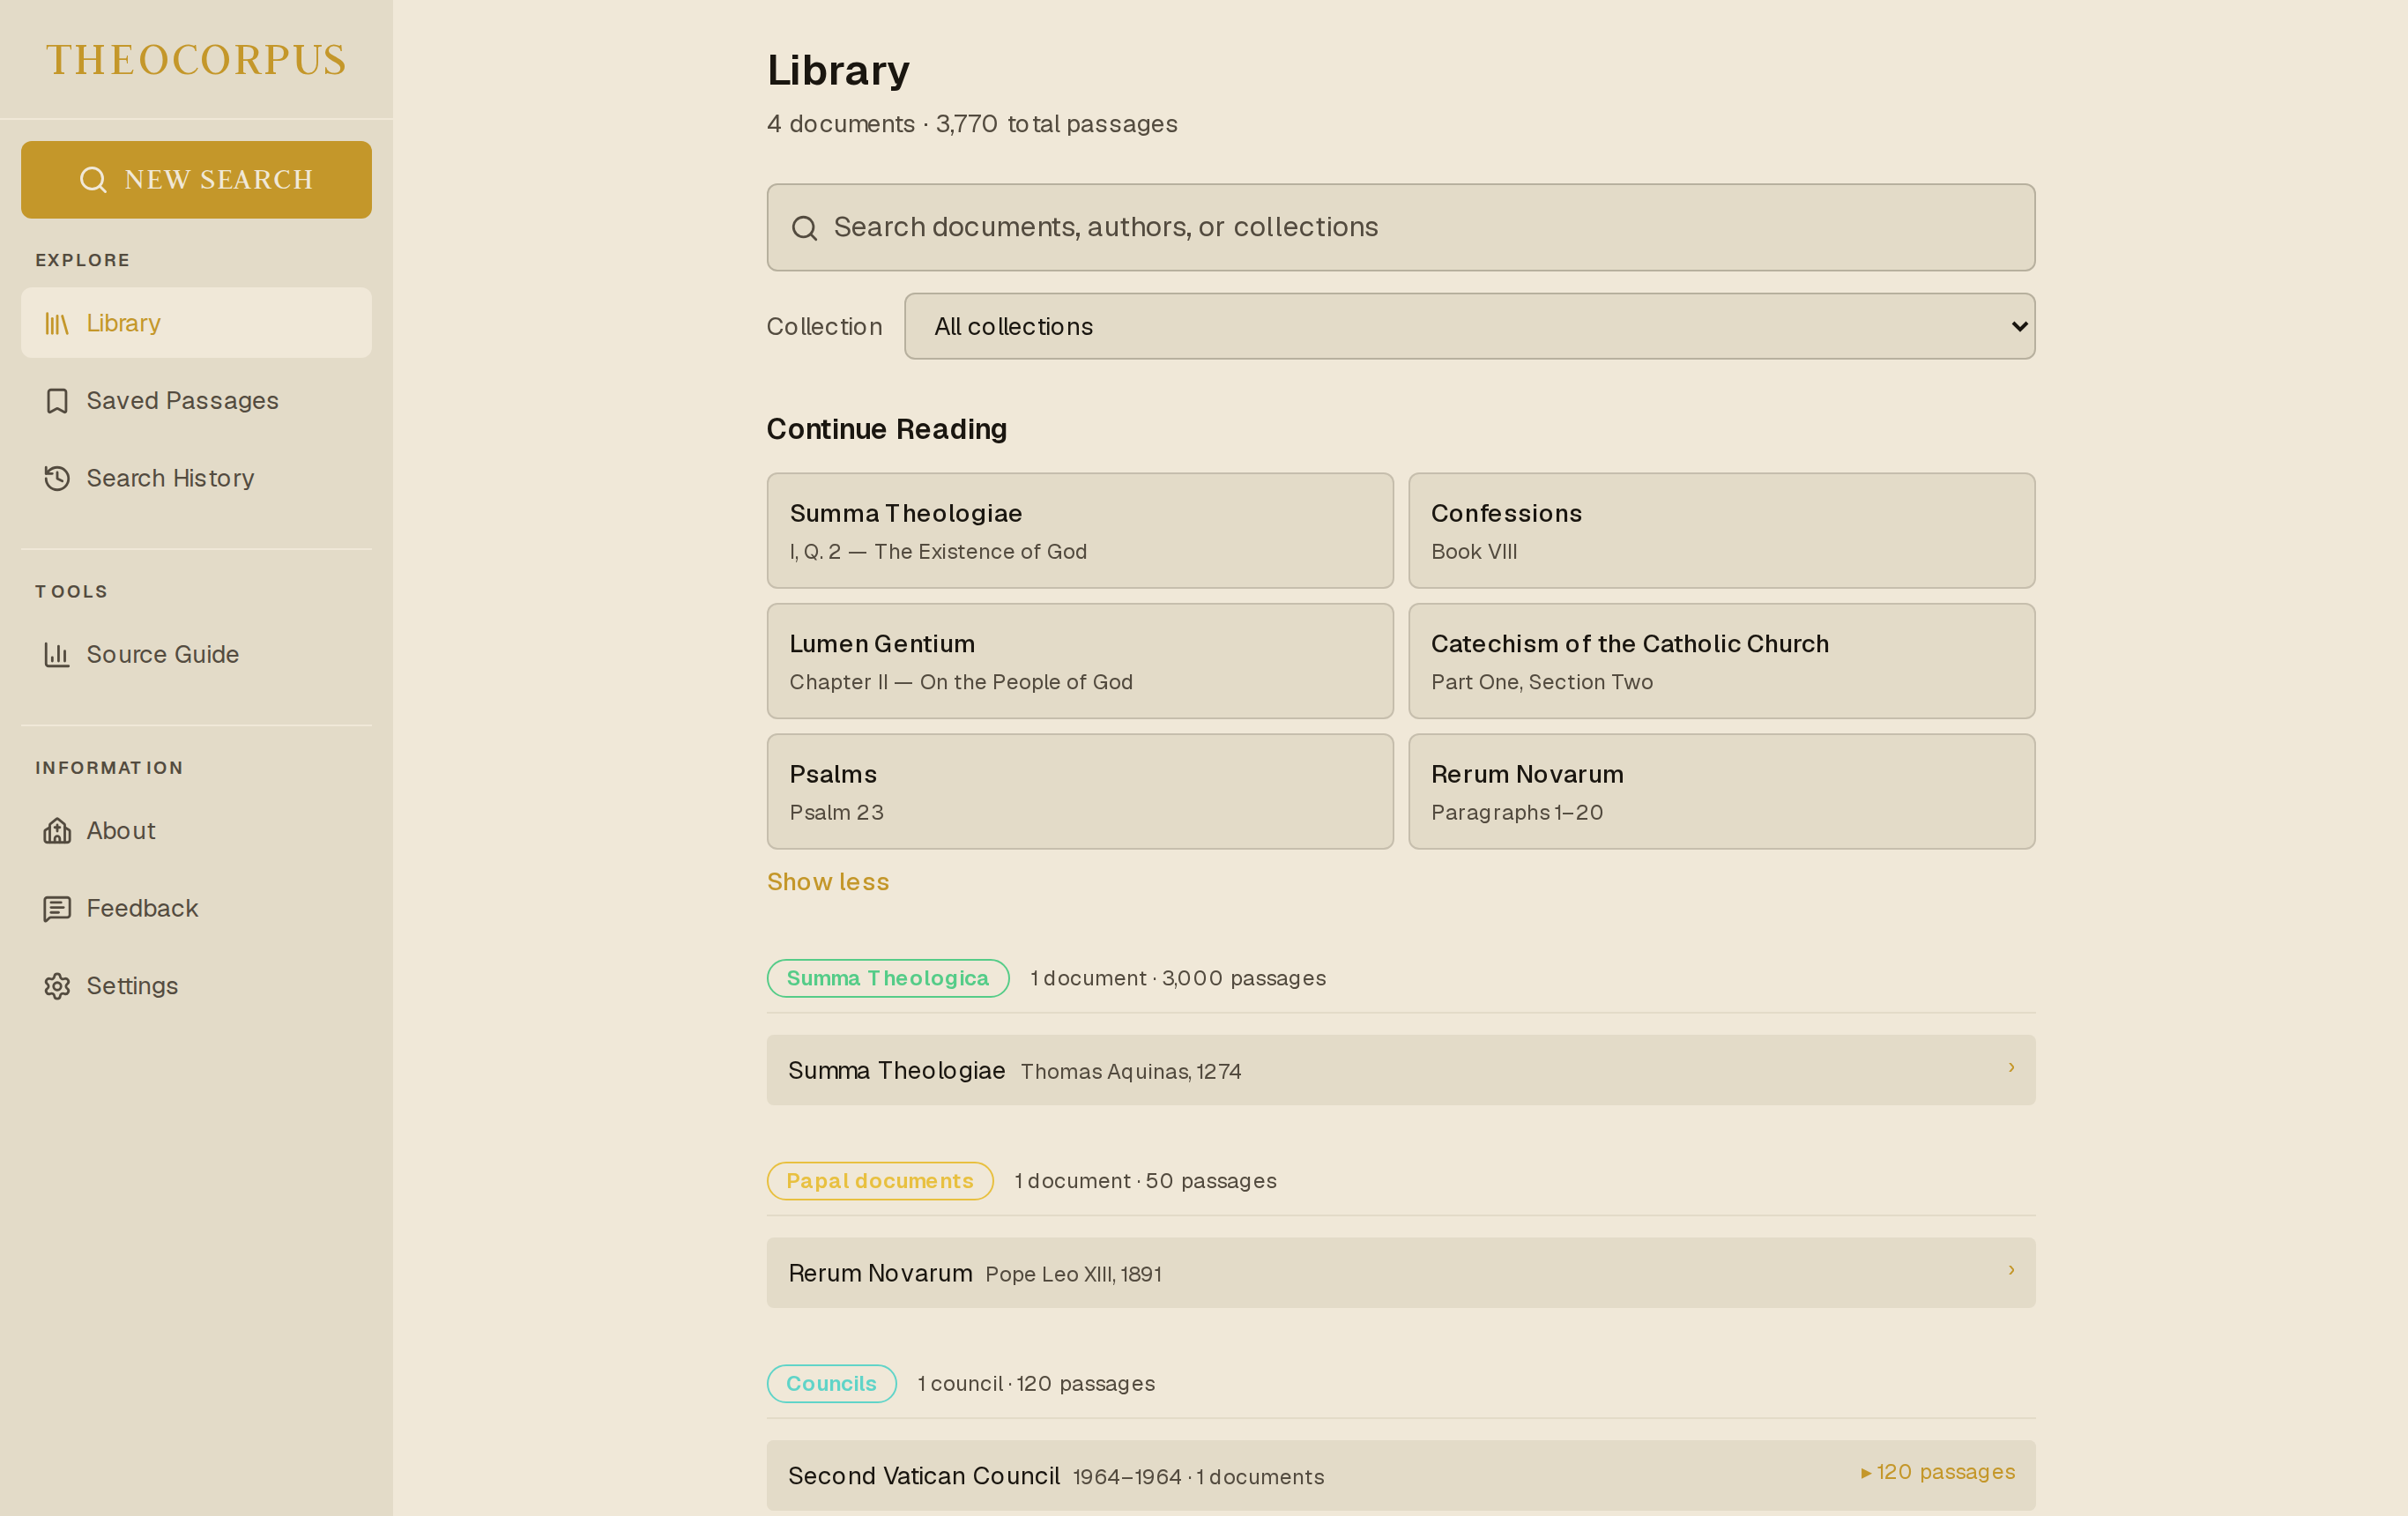 THEOCORPUS
NEW SEARCH
EXPLORE
Library
Saved Passages
Search History
TOOLS
Source Guide
INFORMATION
About
Feedback
Settings
Library
4 documents · 3,770 total passages
Search documents, authors, or collections
Collection
All collections
Continue Reading
Summa Theologiae
I, Q. 2 — The Existence of God
Confessions
Book VIII
Lumen Gentium
Chapter II — On the People of God
Catechism of the Catholic Church
Part One, Section Two
Psalms
Psalm 23
Rerum Novarum
Paragraphs 1–20
Show less
Summa Theologica 1 document · 3,000 passages
Summa Theologiae Thomas Aquinas, 1274 ›
Papal documents 1 document · 50 passages
Rerum Novarum Pope Leo XIII, 1891 ›
Councils 1 council · 120 passages
Second Vatican Council 1964–1964 · 1 documents ▸ 120 passages